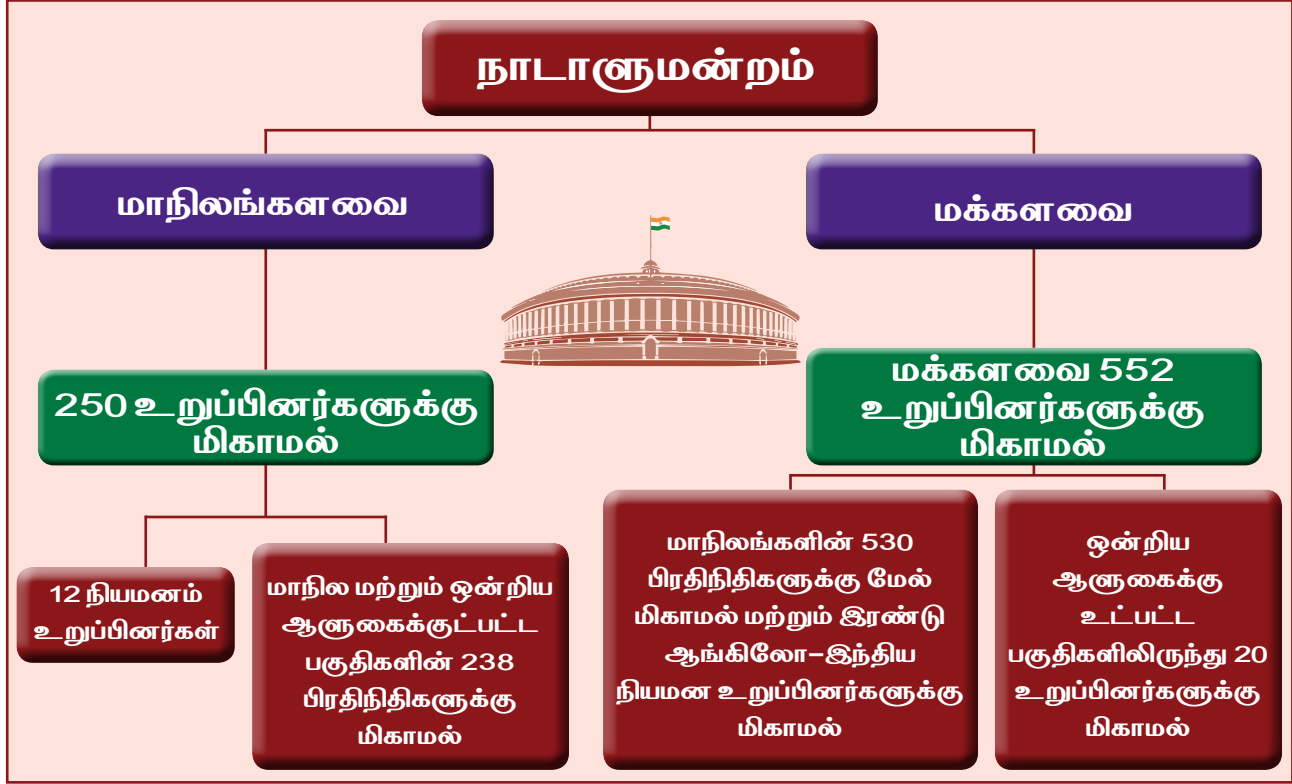 நாடாளுமன்றம்
மாநிலங்களவை
மக்களவை
250 உறுப்பினர்களுக்கு
மிகாமல்
மக்களவை 552
உறுப்பினர்களுக்கு
மிகாமல்
12 நியமனம்
உறுப்பினர்கள்
மாநில மற்றும் ஒன்றிய
ஆளுகைக்குட்பட்ட
பகுதிகளின் 238
பிரதிநிதிகளுக்கு
மிகாமல்
மாநிலங்களின் 530
பிரதிநிதிகளுக்கு மேல்
மிகாமல் மற்றும் இரண்டு
ஆங்கிலோ–இந்திய
நியமன உறுப்பினர்களுக்கு
மிகாமல்
ஒன்றிய
ஆளுகைக்கு
உட்பட்ட
பகுதிகளிலிருந்து 20
உறுப்பினர்களுக்கு
மிகாமல்